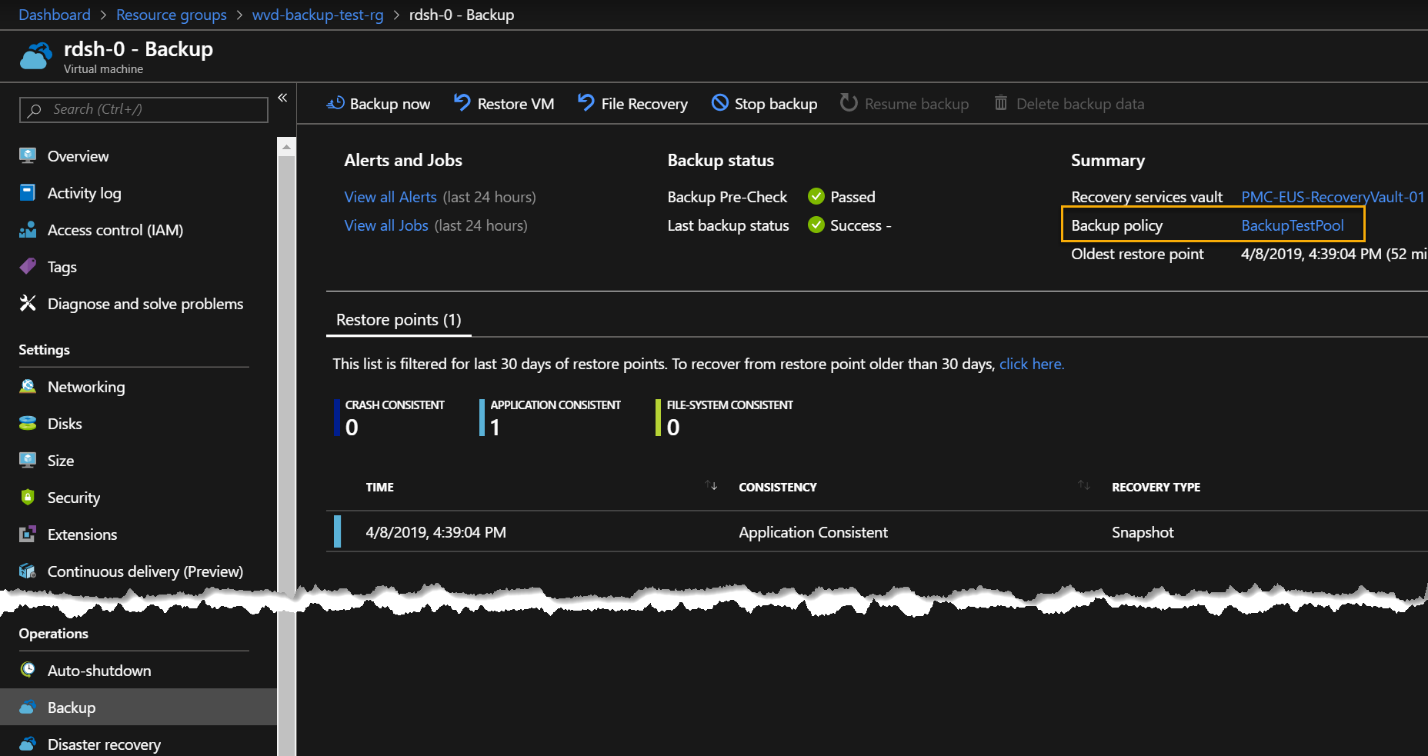 Dashboard > Resource groups > wvd-backup-test-rg > rdsh-0 - Backup
rdsh-0 - Backup
Virtual machine
Search (Ctrl+/)
«
Overview
Activity log
Access control (IAM)
Tags
Diagnose and solve problems
Settings
Networking
Disks
Size
Security
Extensions
Continuous delivery (Preview)
Operations
Auto-shutdown
Backup
Disaster recovery
Backup now Restore VM File Recovery Stop backup Resume backup Delete backup data
Alerts and Jobs
View all Alerts (last 24 hours)
View all Jobs (last 24 hours)
Backup status
Backup Pre-Check Passed
Last backup status Success -
Summary
Recovery services vault PMC-EUS-RecoveryVault-01
Backup policy BackupTestPool
Oldest restore point 4/8/2019, 4:39:04 PM (52 mi
Restore points (1)
This list is filtered for last 30 days of restore points. To recover from restore point older than 30 days, click here.
CRASH CONSISTENT APPLICATION CONSISTENT FILE-SYSTEM CONSISTENT
0 1 0
TIME CONSISTENCY RECOVERY TYPE
4/8/2019, 4:39:04 PM Application Consistent Snapshot